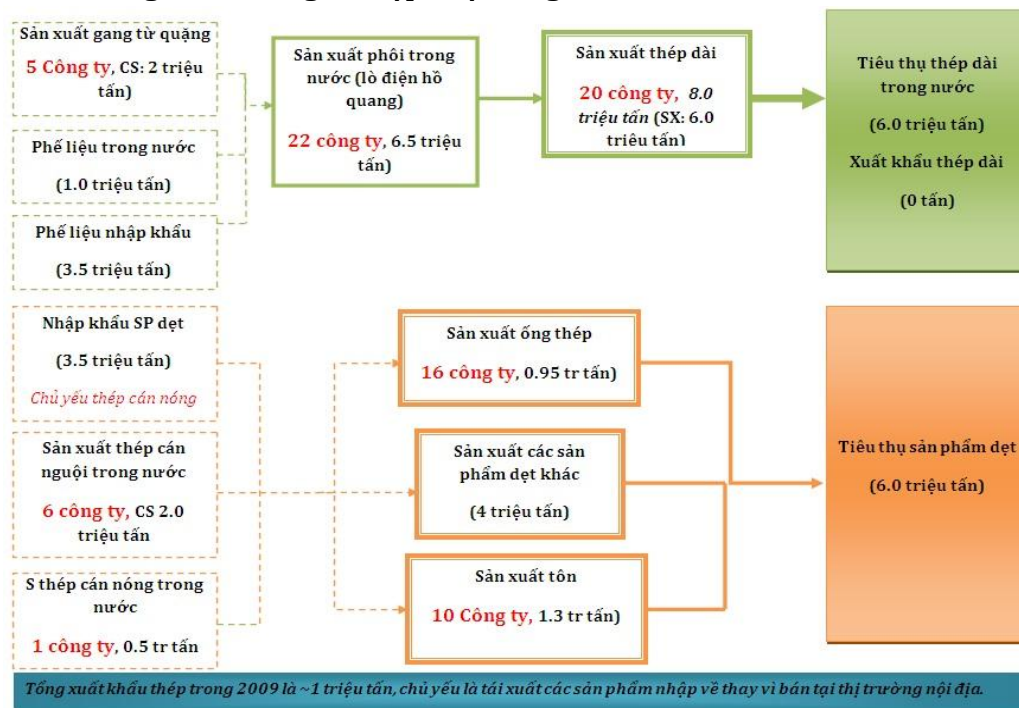 Sản xuất gang từ quặng
5 Công ty, CS: 2 triệu
tấn)
Phế liệu trong nước
(1.0 triệu tấn)
Phế liệu nhập khẩu
(3.5 triệu tấn)
Sản xuất phôi trong
nước (lò điện hồ
quang)
22 công ty, 6.5 triệu
tấn)
Sản xuất thép dài
20 công ty, 8.0
triệu tấn (SX: 6.0
triệu tấn)
Tiêu thụ thép dài
trong nước
(6.0 triệu tấn)
Xuất khẩu thép dài
(0 tấn)
Nhập khẩu SP dẹt
(3.5 triệu tấn)
Chủ yếu thép cán nóng
Sản xuất thép cán
nguội trong nước
6 công ty, CS 2.0
triệu tấn
S thép cán nóng trong
nước
1 công ty, 0.5 tr tấn
Sản xuất ống thép
16 công ty, 0.95 tr tấn)
Sản xuất các sản
phẩm dẹt khác
(4 triệu tấn)
Sản xuất tôn
10 Công ty, 1.3 tr tấn)
Tiêu thụ sản phẩm dẹt
(6.0 triệu tấn)
Tổng xuất khẩu thép trong 2009 là ~1 triệu tấn, chủ yếu là tái xuất các sản phẩm nhập về thay vì bán tại thị trường nội địa.